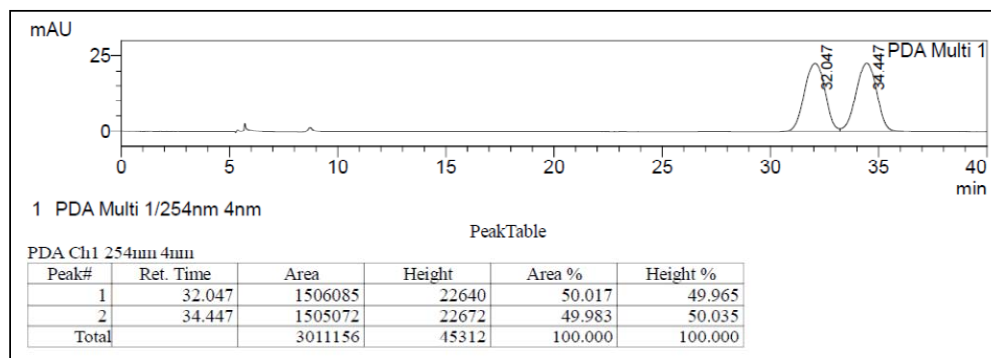 mAU
25
0
32.047
34.447
PDA Multi 1
0 5 10 15 20 25 30 35 40
min
1 PDA Multi 1/254nm 4nm
PeakTable
PDA Ch1 254nm 4nm
Peak# Ret. Time Area Height Area % Height %
1 32.047 1506085 22640 50.017 49.965
2 34.447 1505072 22672 49.983 50.035
Total 3011156 45312 100.000 100.000